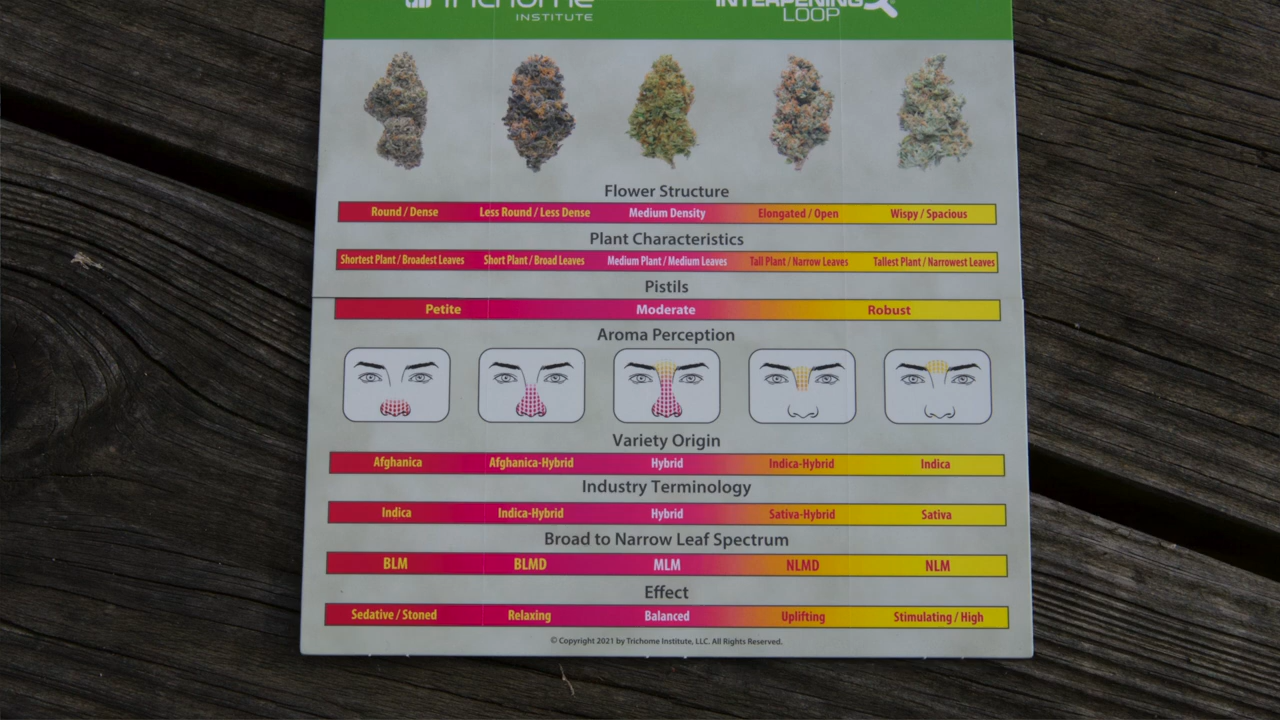 Trichome
INSTITUTE
INTERPENING
LOOP
Flower Structure
Round / Dense Less Round / Less Dense Medium Density Elongated / Open Wispy / Spacious
Plant Characteristics
Shortest Plant / Broadest Leaves Short Plant / Broad Leaves Medium Plant / Medium Leaves Tall Plant / Narrow Leaves Tallest Plant / Narrowest Leaves
Pistils
Petite Moderate Robust
Aroma Perception
Variety Origin
Afghanica Afghanica-Hybrid Hybrid Indica-Hybrid Indica
Industry Terminology
Indica Indica-Hybrid Hybrid Sativa-Hybrid Sativa
Broad to Narrow Leaf Spectrum
BLM BLMD MLM NLMD NLM
Effect
Sedative / Stoned Relaxing Balanced Uplifting Stimulating / High
© Copyright 2021 by Trichome Institute, LLC. All Rights Reserved.